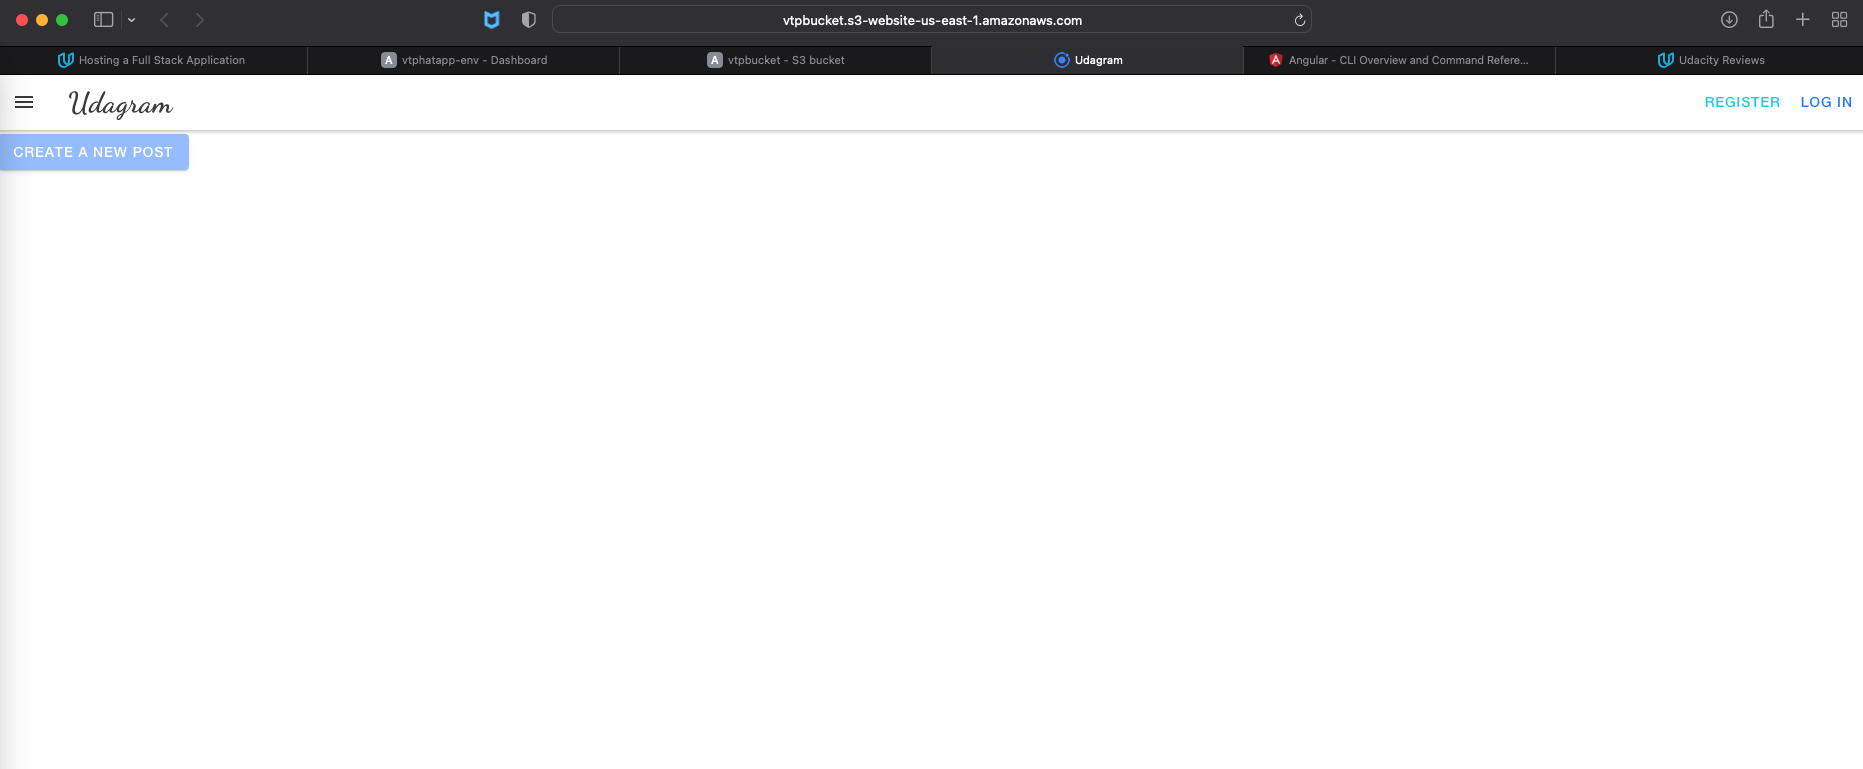 vtpbucket.s3-website-us-east-1.amazonaws.com
Hosting a Full Stack Application
A vtphatapp-env - Dashboard
A vtpbucket - S3 bucket
Udagram
Angular - CLI Overview and Command Refere...
Udacity Reviews
Udagram
REGISTER
LOG IN
CREATE A NEW POST